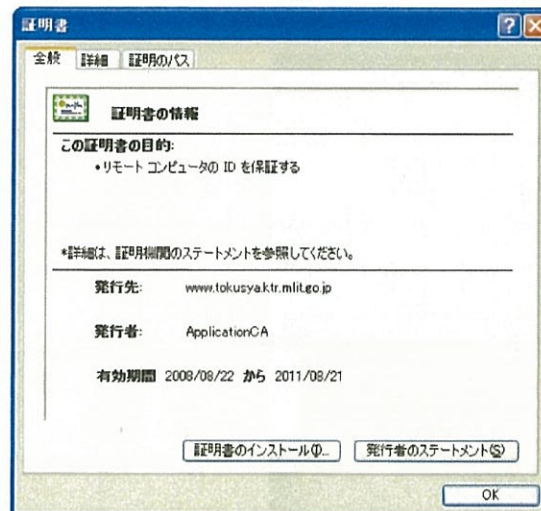 証明書
全般 詳細 証明のパス
証明書の情報
この証明書の目的:
•リモート コンピュータの ID を保証する
*詳細は、証明機関のステートメントを参照してください。
発行先: www.tokusya.ktr.mlit.go.jp
発行者: ApplicationCA
有効期間 2008/08/22 から 2011/08/21
証明書のインストール(I)... 発行者のステートメント(S)
OK